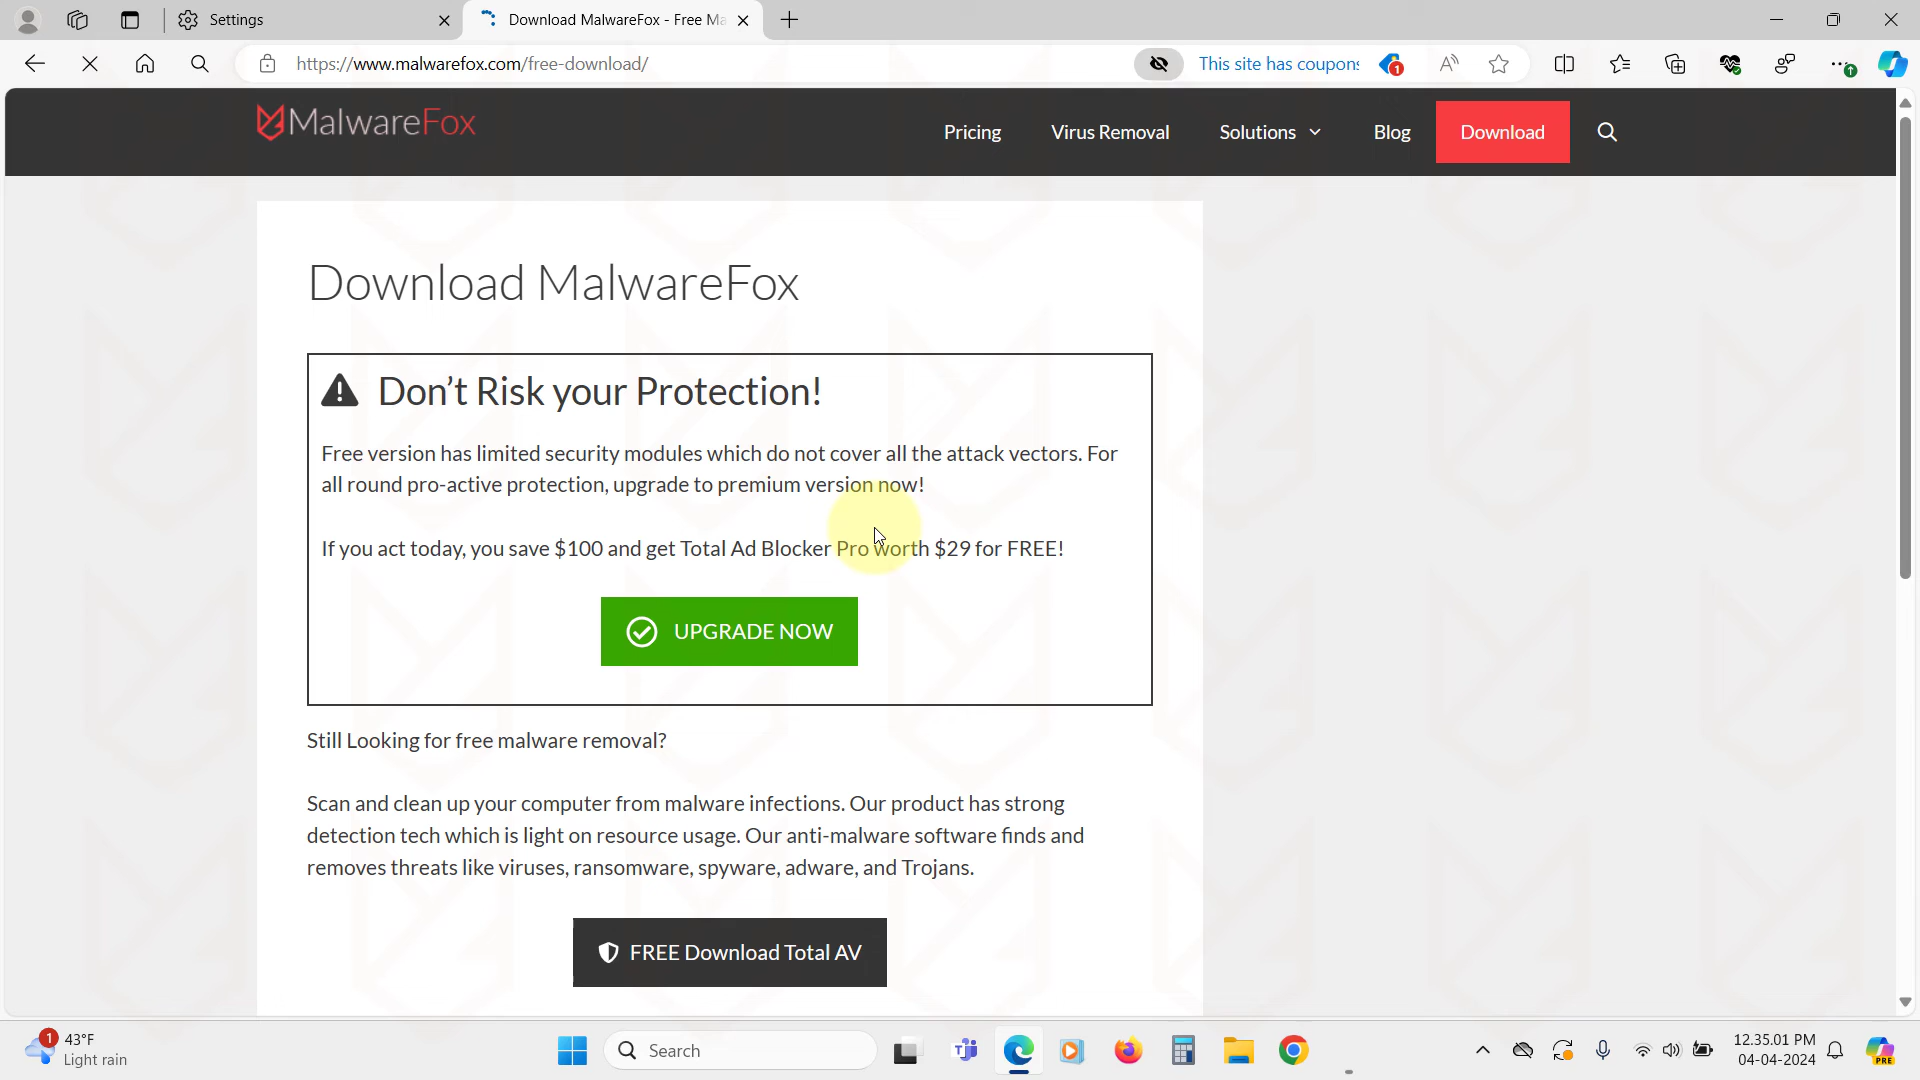 Settings
Download MalwareFox - Free Ma
https://www.malwarefox.com/free-download/
This site has coupons
1
MalwareFox
Pricing
Virus Removal
Solutions
Blog
Download
Download MalwareFox
Don’t Risk your Protection!
Free version has limited security modules which do not cover all the attack vectors. For
all round pro-active protection, upgrade to premium version now!
If you act today, you save $100 and get Total Ad Blocker Pro worth $29 for FREE!
UPGRADE NOW
Still Looking for free malware removal?
Scan and clean up your computer from malware infections. Our product has strong
detection tech which is light on resource usage. Our anti-malware software finds and
removes threats like viruses, ransomware, spyware, adware, and Trojans.
FREE Download Total AV
1
43°F
Light rain
Search
12.35.01 PM
04-04-2024
PRE